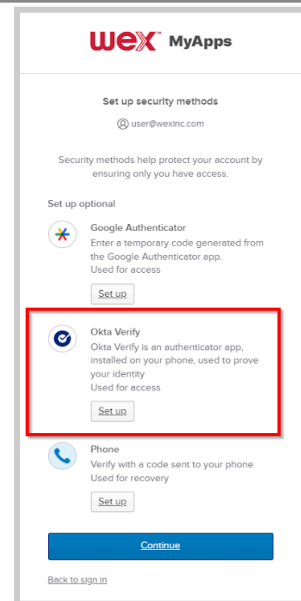 wex MyApps
Set up security methods
user@wexinc.com
Security methods help protect your account by
ensuring only you have access.
Set up optional
Google Authenticator
Enter a temporary code generated from
the Google Authenticator app.
Used for access
Set up
Okta Verify
Okta Verify is an authenticator app,
installed on your phone, used to prove
your identity
Used for access
Set up
Phone
Verify with a code sent to your phone
Used for recovery
Set up
Continue
Back to sign in